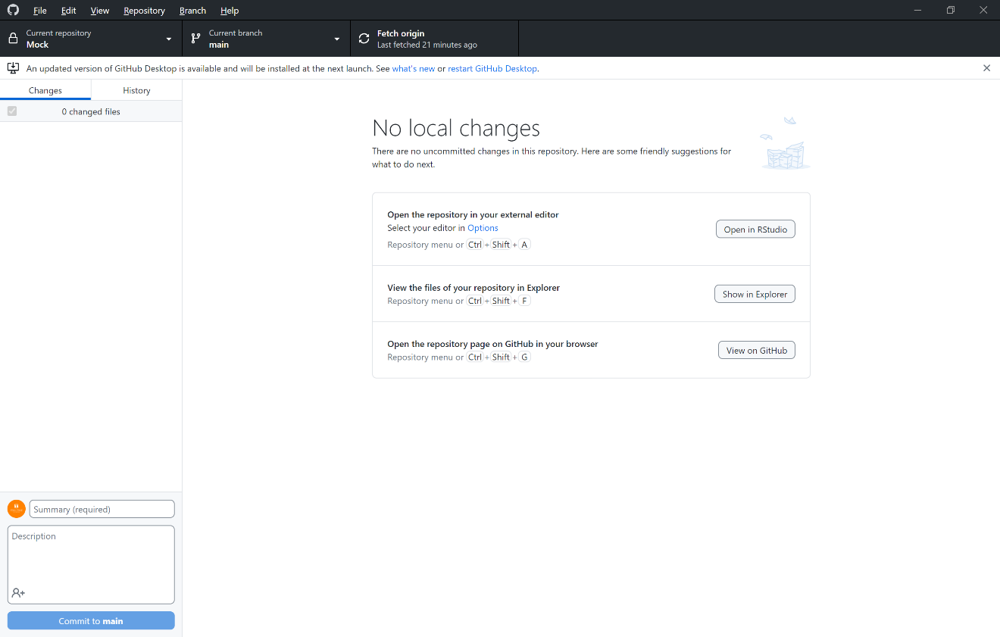 File Edit View Repository Branch Help
Current repository
Mock
Current branch
main
Fetch origin
Last fetched 21 minutes ago
An updated version of GitHub Desktop is available and will be installed at the next launch. See what's new or restart GitHub Desktop.
Changes
History
0 changed files
No local changes
There are no uncommitted changes in this repository. Here are some friendly suggestions for
what to do next.
Open the repository in your external editor
Select your editor in Options
Repository menu or Ctrl + Shift + A
Open in RStudio
View the files of your repository in Explorer
Repository menu or Ctrl + Shift + F
Show in Explorer
Open the repository page on GitHub in your browser
Repository menu or Ctrl + Shift + G
View on GitHub
Summary (required)
Description
Commit to main